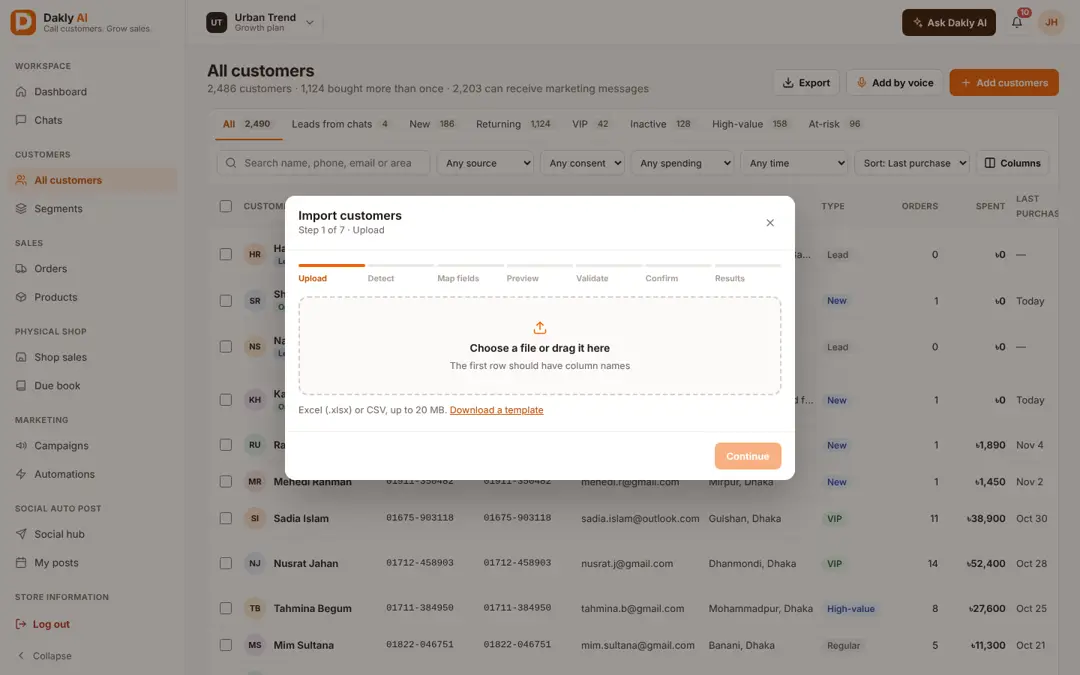 Dakly AI
Call customers. Grow sales.
UT
Urban Trend
Growth plan
Ask Dakly AI
10
JH
WORKSPACE
Dashboard
Chats
CUSTOMERS
All customers
Segments
SALES
Orders
Products
PHYSICAL SHOP
Shop sales
Due book
MARKETING
Campaigns
Automations
SOCIAL AUTO POST
Social hub
My posts
STORE INFORMATION
Log out
Collapse
All customers
2,486 customers · 1,124 bought more than once · 2,203 can receive marketing messages
Export
Add by voice
+ Add customers
All 2,490
Leads from chats 4
New 186
Returning 1,124
VIP 42
Inactive 128
High-value 158
At-risk 96
Search name, phone, email or area
Any source
Any consent
Any spending
Any time
Sort: Last purchase
Columns
TYPE ORDERS SPENT LAST
HR Lead 0 ৳0 —
SR New 1 ৳0 Today
NS Lead 0 ৳0 —
KH New 1 ৳0 Today
RU New 1 ৳1,890 Nov 4
MR Mehedi Rahman 01911-350482 01911-350482 mehedi.r@gmail.com Mirpur, Dhaka New 1 ৳1,450 Nov 2
SI Sadia Islam 01675-903118 01675-903118 sadia.islam@outlook.com Gulshan, Dhaka VIP 11 ৳38,900 Oct 30
NJ Nusrat Jahan 01712-458903 01712-458903 nusrat.j@gmail.com Dhanmondi, Dhaka VIP 14 ৳52,400 Oct 28
TB Tahmina Begum 01711-384950 01711-384950 tahmina.b@gmail.com Mohammadpur, Dhaka High-value 8 ৳27,600 Oct 25
MS Mim Sultana 01822-046751 01822-046751 mim.sultana@gmail.com Banani, Dhaka Regular 5 ৳11,300 Oct 21
Import customers
Step 1 of 7 · Upload
Upload
Detect
Map fields
Preview
Validate
Confirm
Results
Choose a file or drag it here
The first row should have column names
Excel (.xlsx) or CSV, up to 20 MB. Download a template
Continue